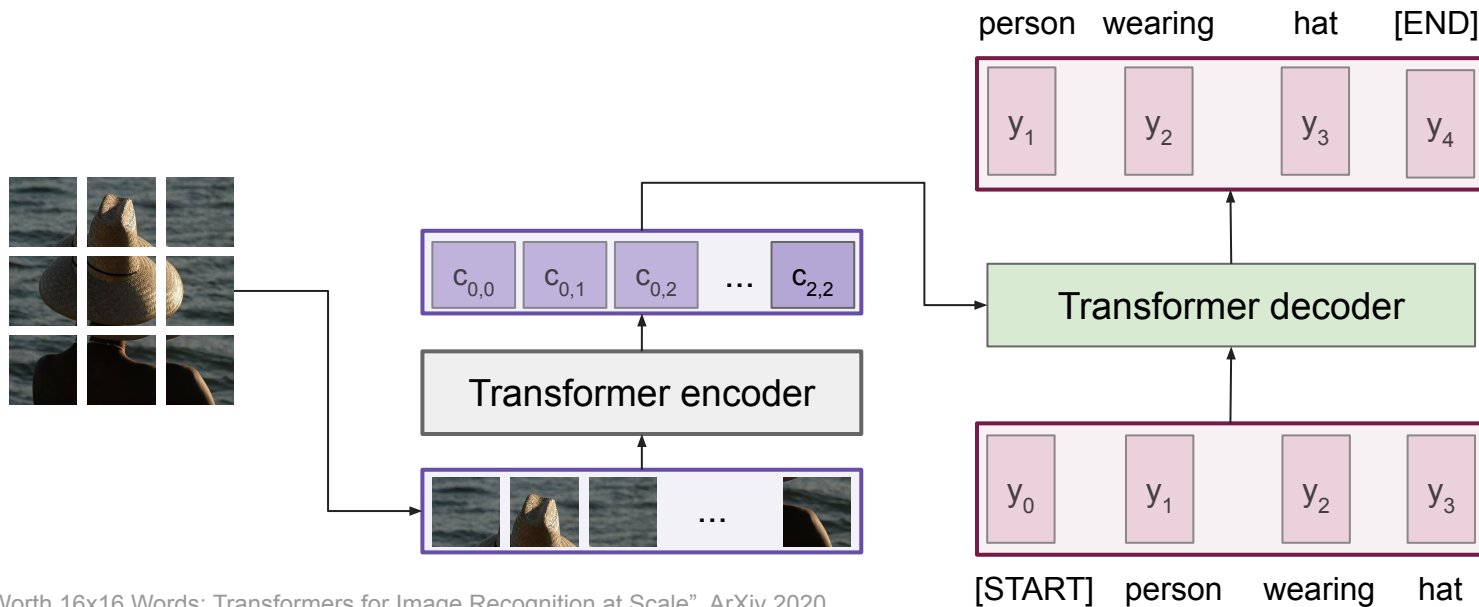 person wearing hat [END]
y1 y2 y3 y4
c0,0 c0,1 c0,2 ... c2,2
Transformer decoder
Transformer encoder
...
y0 y1 y2 y3
[START] person wearing hat
Worth 16x16 Words: Transformers for Image Recognition at Scale”, ArXiv 2020